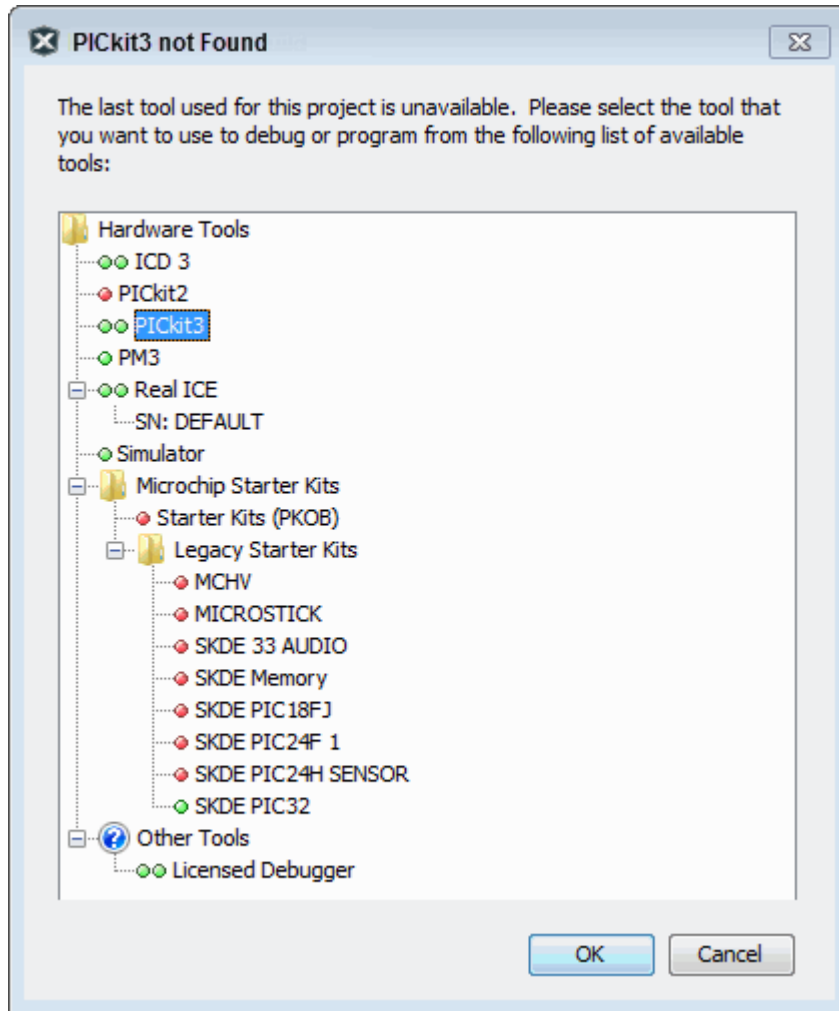 PICkit3 not Found
The last tool used for this project is unavailable.  Please select the tool that
you want to use to debug or program from the following list of available
tools:
Hardware Tools
ICD 3
PICkit2
PICkit3
PM3
Real ICE
SN: DEFAULT
Simulator
Microchip Starter Kits
Starter Kits (PKOB)
Legacy Starter Kits
MCHV
MICROSTICK
SKDE 33 AUDIO
SKDE Memory
SKDE PIC18FJ
SKDE PIC24F 1
SKDE PIC24H SENSOR
SKDE PIC32
Other Tools
Licensed Debugger
OK Cancel